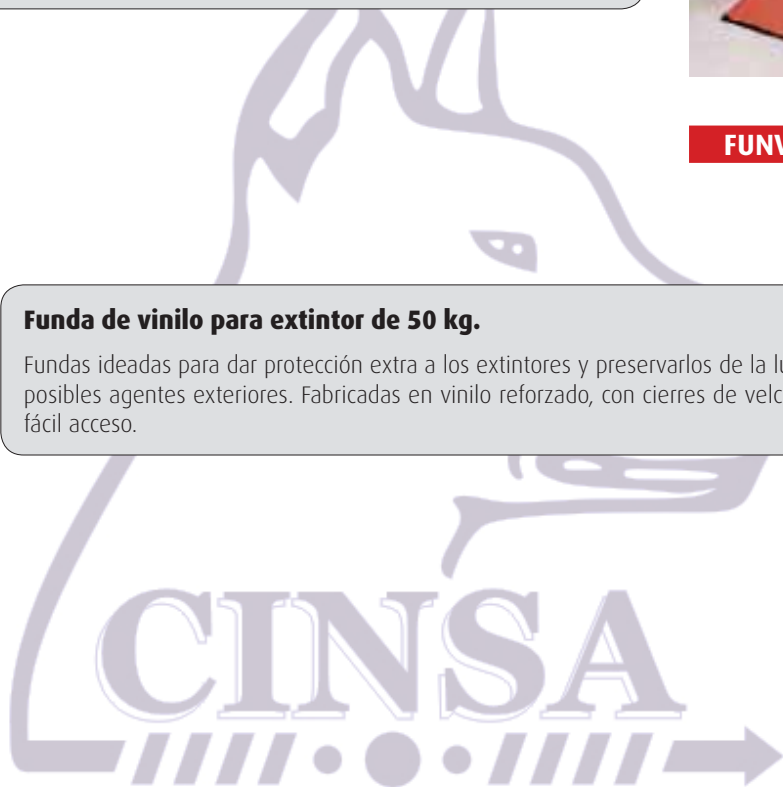 FUNV
Funda de vinilo para extintor de 50 kg.
Fundas ideadas para dar protección extra a los extintores y preservarlos de la
posibles agentes exteriores. Fabricadas en vinilo reforzado, con cierres de
fácil acceso.
CINSA